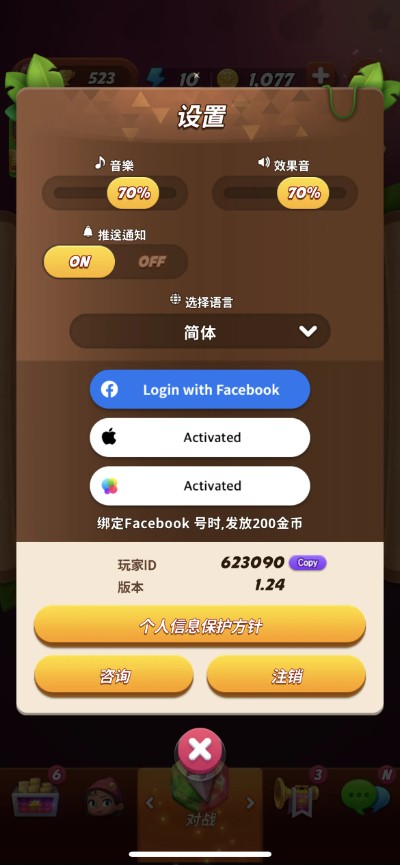 523 10 1,077
设置
音樂 效果音
70% 70%
推送通知
ON OFF
选择语言
简体
Login with Facebook
Activated
Activated
绑定Facebook 号时,发放200金币
玩家ID 623090 Copy
版本 1.24
个人信息保护方针
咨询 注销
6 3 N
对战